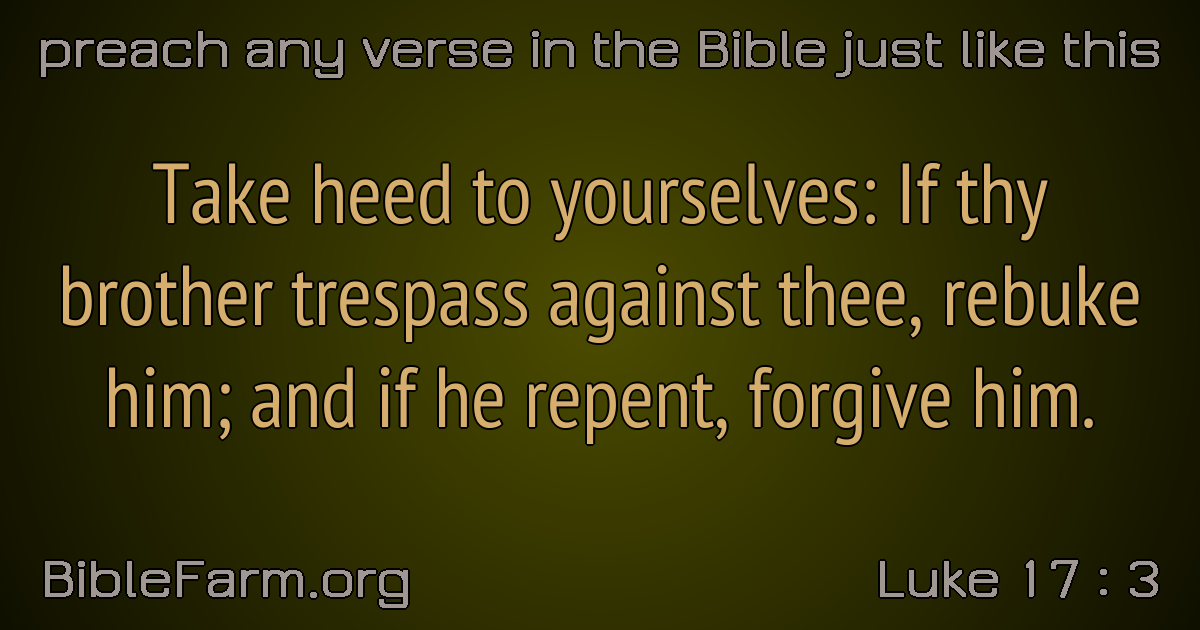 preach any verse in the Bible just like this
Take heed to yourselves: If thy
brother trespass against thee, rebuke
him; and if he repent, forgive him.
BibleFarm.org
Luke 17 : 3